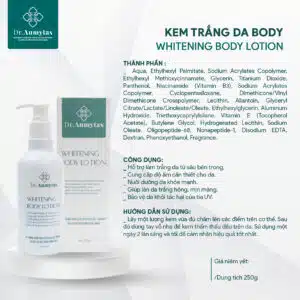 Dr.Aumytas
KEM TRẮNG DA BODY
WHITENING BODY LOTION
THÀNH PHẦN :
Aqua, Ethylhexyl Palmitate, Sodium Acrylates Copolymer,
Ethylhexyl Methoxycinnamate, Glycerin, Titanium Dioxide,
Panthenol, Niacinamide (Vitamin B3), Sodium Acrylates
Copolymer, Cyclopentasiloxane, Dimethicone/Vinyl
Dimethicone Crosspolymer, Lecithin, Allantoin, Glyceryl
Citrate/Lactate/Linoleate/Oleate, Ethylhexylglycerin, Aluminum
Hydroxide, Triethoxycaprylylsilane, Vitamin E (Tocopheryl
Acetate), Butylene Glycol, Hydrogenated Lecithin, Sodium
Oleate, Oligopeptide-68, Nonapeptide-1, Disodium EDTA,
Dextran, Phenoxyethanol, Fragrance.
CÔNG DỤNG:
- Hỗ trợ làm trắng da từ sâu bên trong.
- Cung cấp độ ẩm cần thiết cho da.
- Nuôi dưỡng da khỏe mạnh.
- Giúp làn da trắng hồng, mịn màng.
- Bảo vệ da khỏi tác hại của tia UV.
HƯỚNG DẪN SỬ DỤNG:
- Lấy một lượng kem vừa đủ chấm lên các điểm trên cơ thể. Sau
đó dùng tay vỗ nhẹ để kem thẩm thấu đều trên da. Sử dụng một
ngày 2 lần sáng và tối để cảm nhận hiệu quả tốt nhất.
Giá niêm yết:
/Dung tích 250g
Dr.Aumytas
WHITENING
BODY LOTION
Dr.Aumytas
WHITENING
BODY LOTION